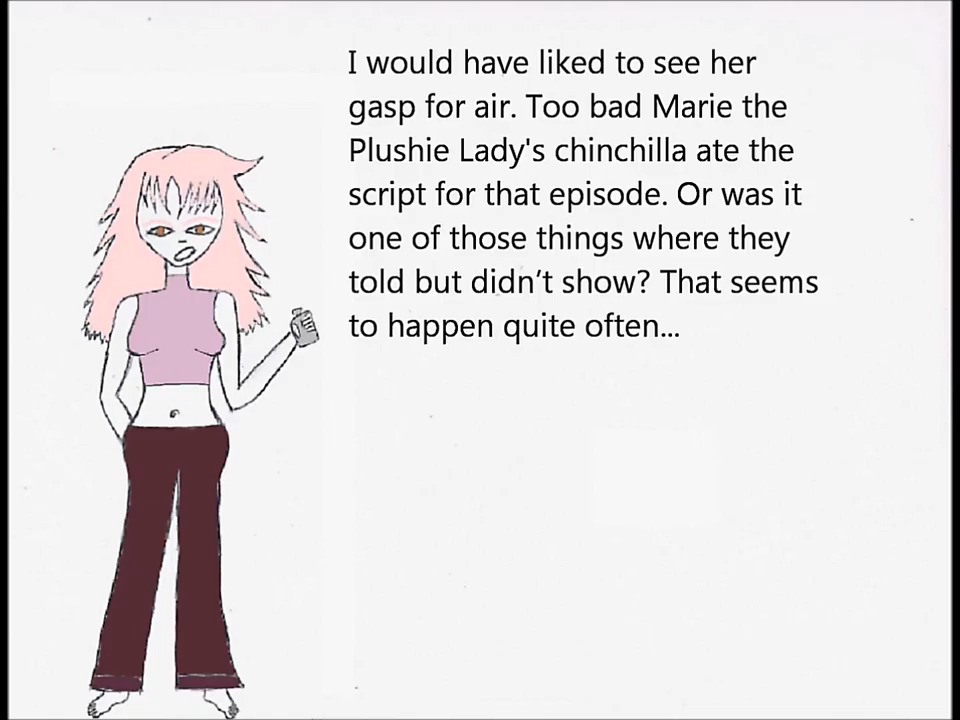 I would have liked to see her
gasp for air. Too bad Marie the
Plushie Lady's chinchilla ate the
script for that episode. Or was it
one of those things where they
told but didn’t show? That seems
to happen quite often...